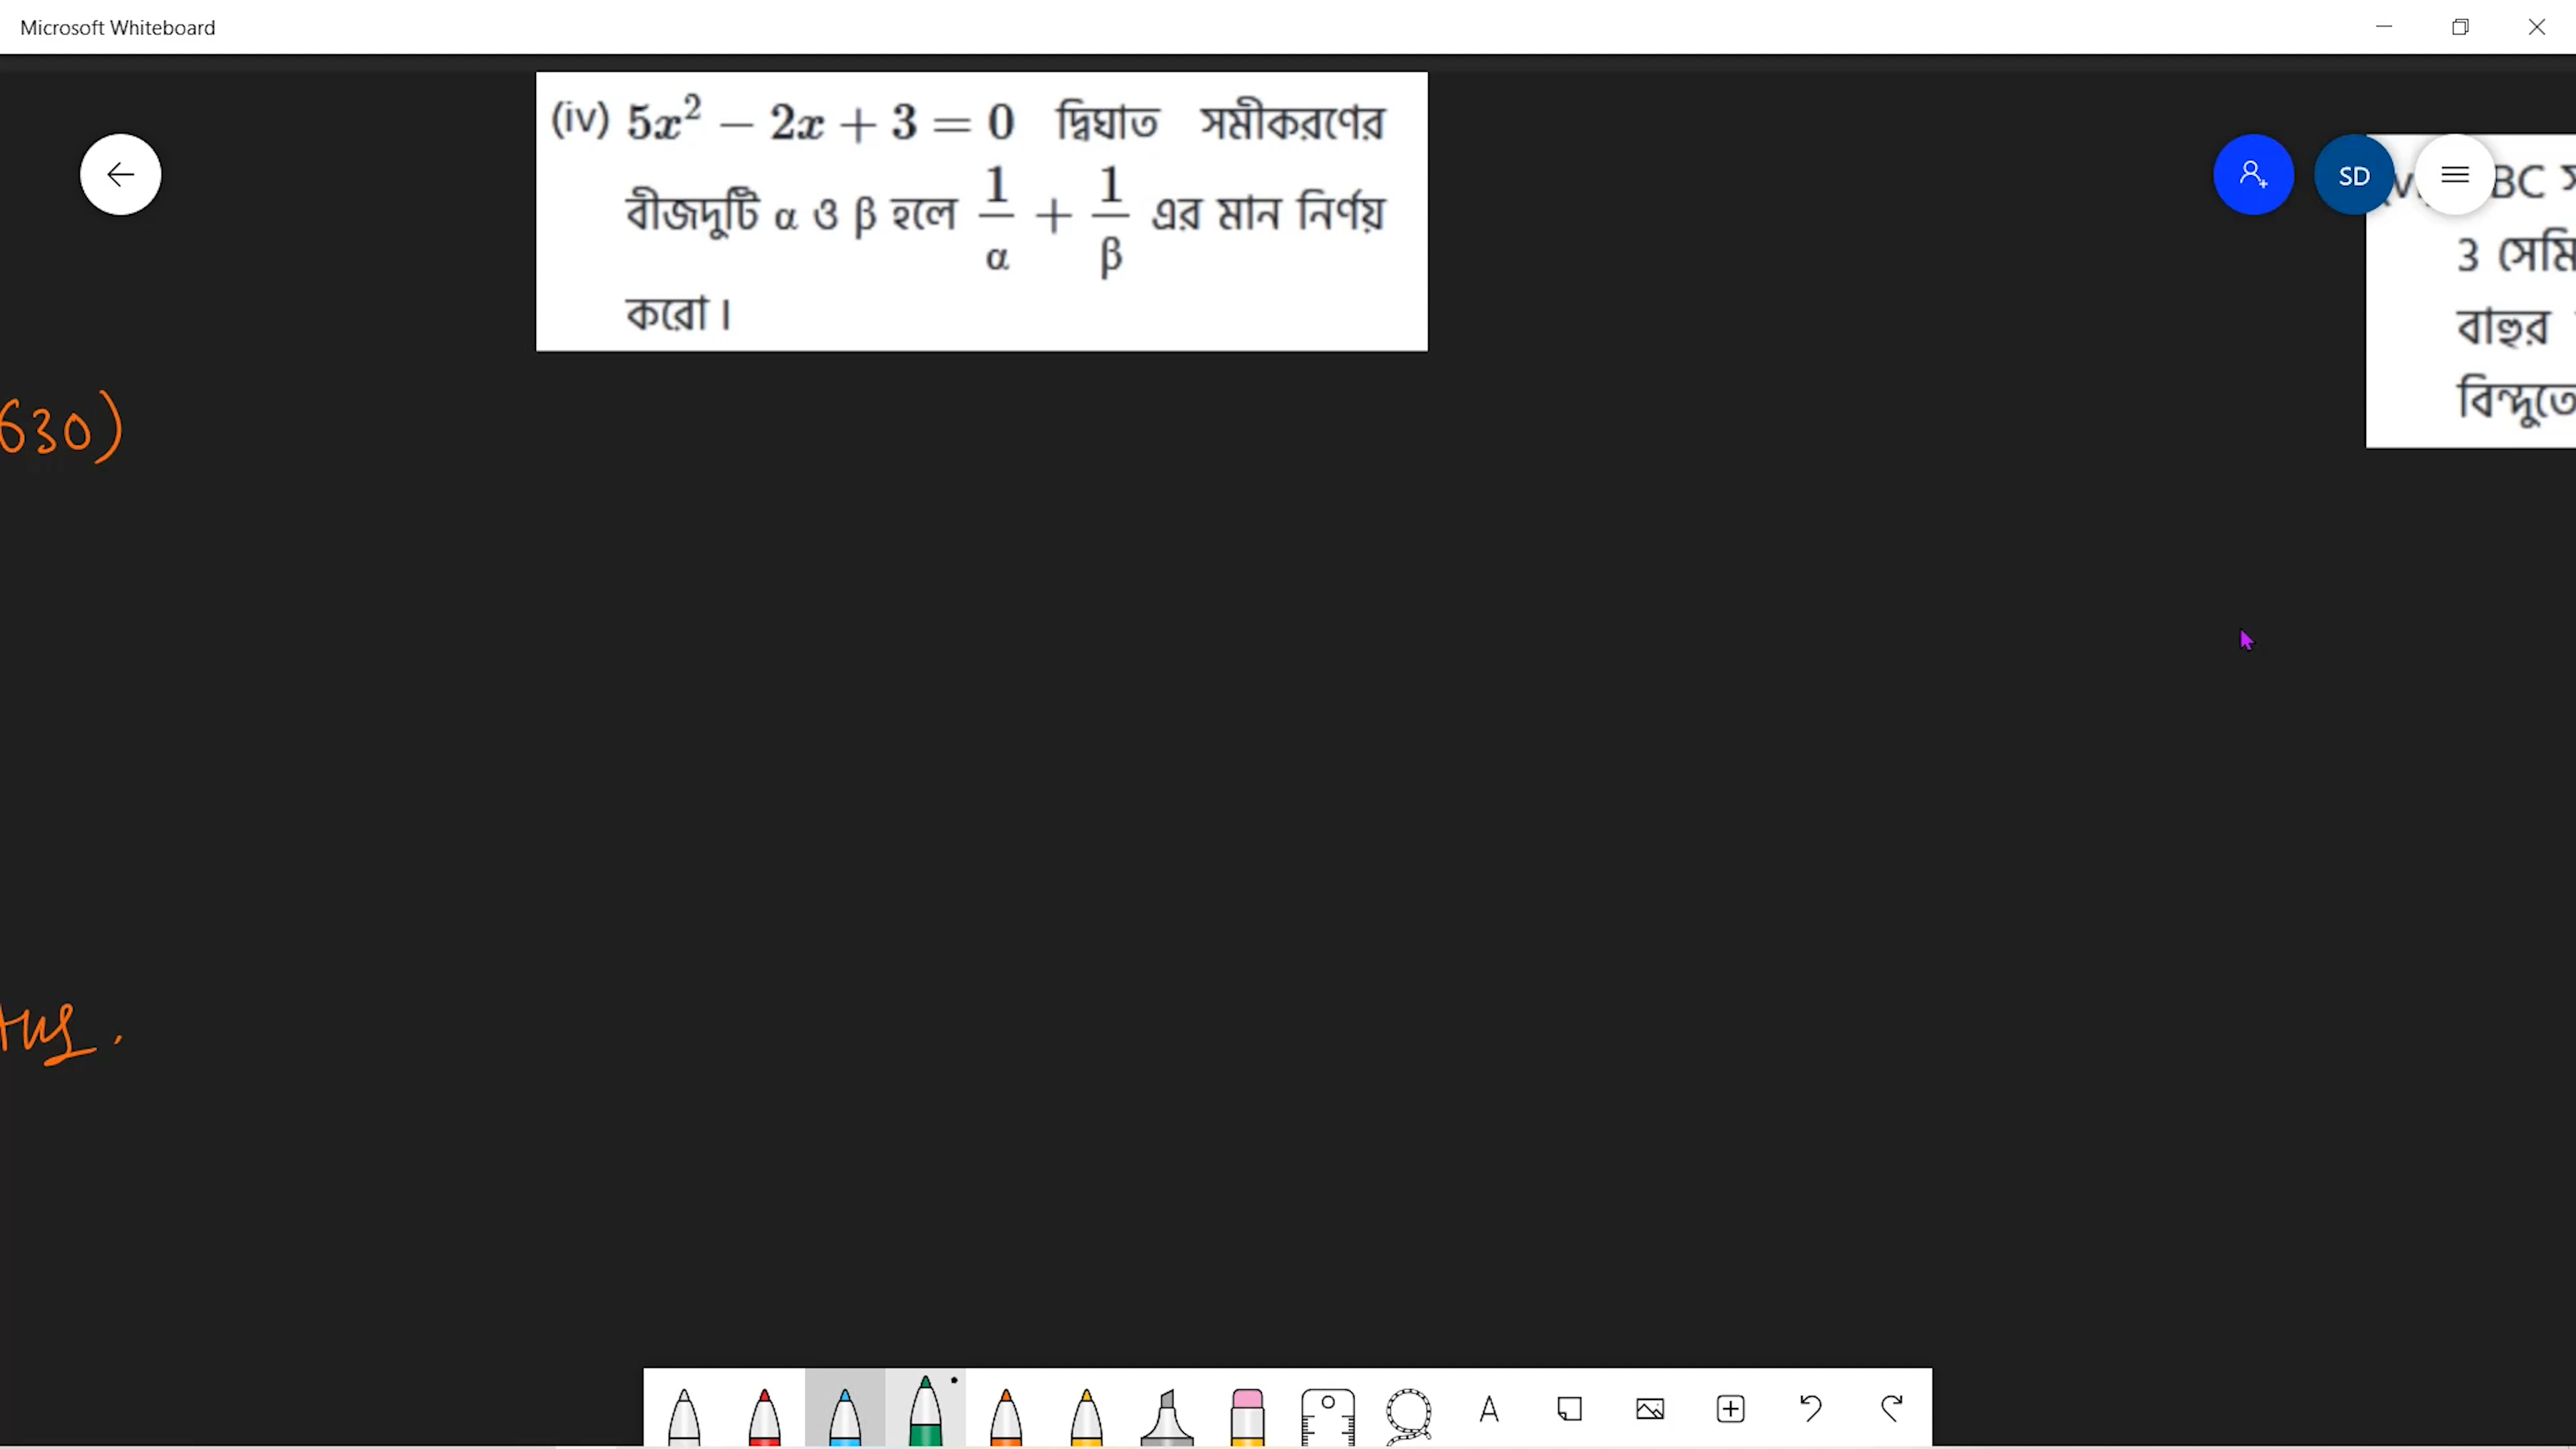 Microsoft Whiteboard
(iv) 5x² − 2x + 3 = 0 দ্বিঘাত সমীকরণের
বীজদুটি α ও β হলে 1/α + 1/β এর মান নির্ণয়
করো।
SD
BC
3 সেমি
বাহুর
বিন্দুতে
630)
Ans.
A